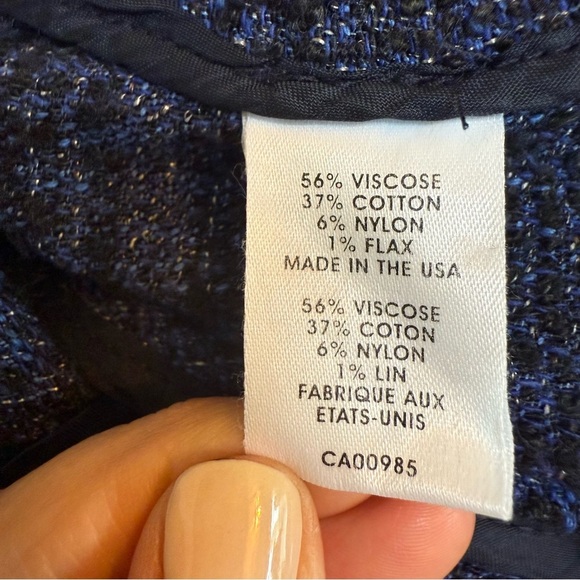 56% VISCOSE
37% COTTON
6% NYLON
1% FLAX
MADE IN THE USA
56% VISCOSE
37% COTON
6% NYLON
1% LIN
FABRIQUE AUX
ETATS-UNIS
CA00985